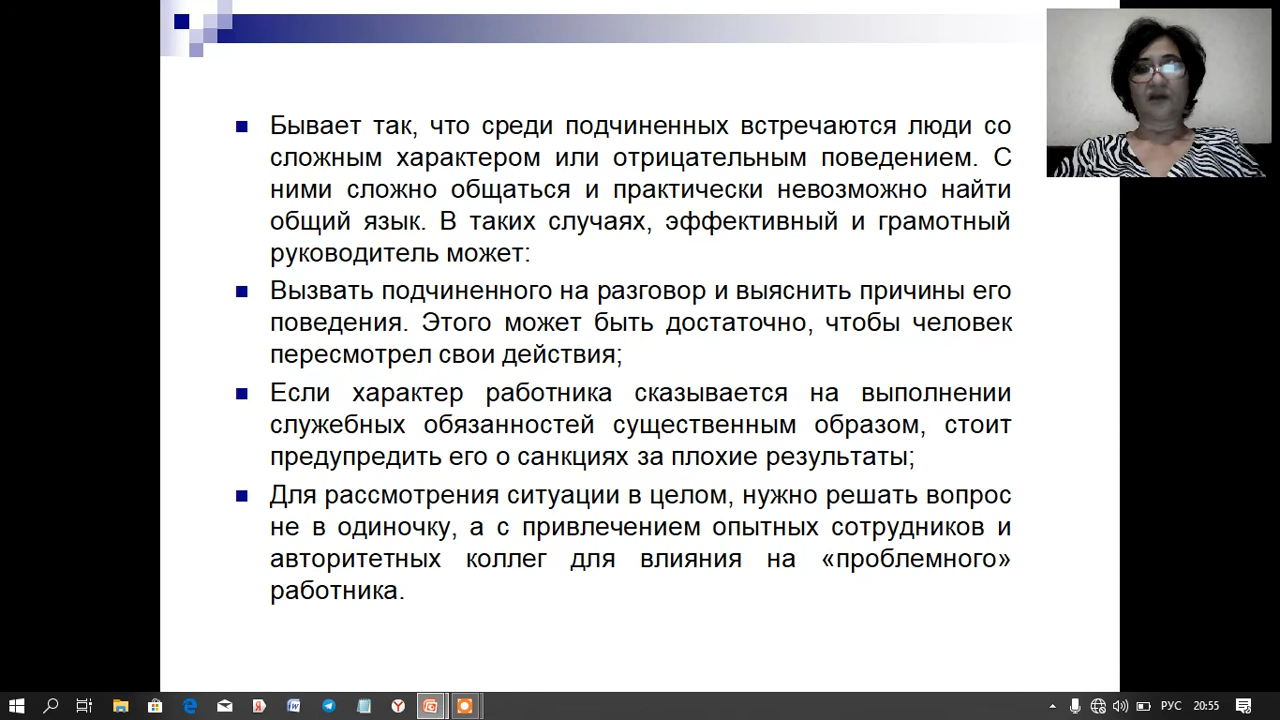 Бывает так, что среди подчиненных встречаются люди со
сложным характером или отрицательным поведением. С
ними сложно общаться и практически невозможно найти
общий язык. В таких случаях, эффективный и грамотный
руководитель может:
Вызвать подчиненного на разговор и выяснить причины его
поведения. Этого может быть достаточно, чтобы человек
пересмотрел свои действия;
Если характер работника сказывается на выполнении
служебных обязанностей существенным образом, стоит
предупредить его о санкциях за плохие результаты;
Для рассмотрения ситуации в целом, нужно решать вопрос
не в одиночку, а с привлечением опытных сотрудников и
авторитетных коллег для влияния на «проблемного»
работника.
РУС 20:55